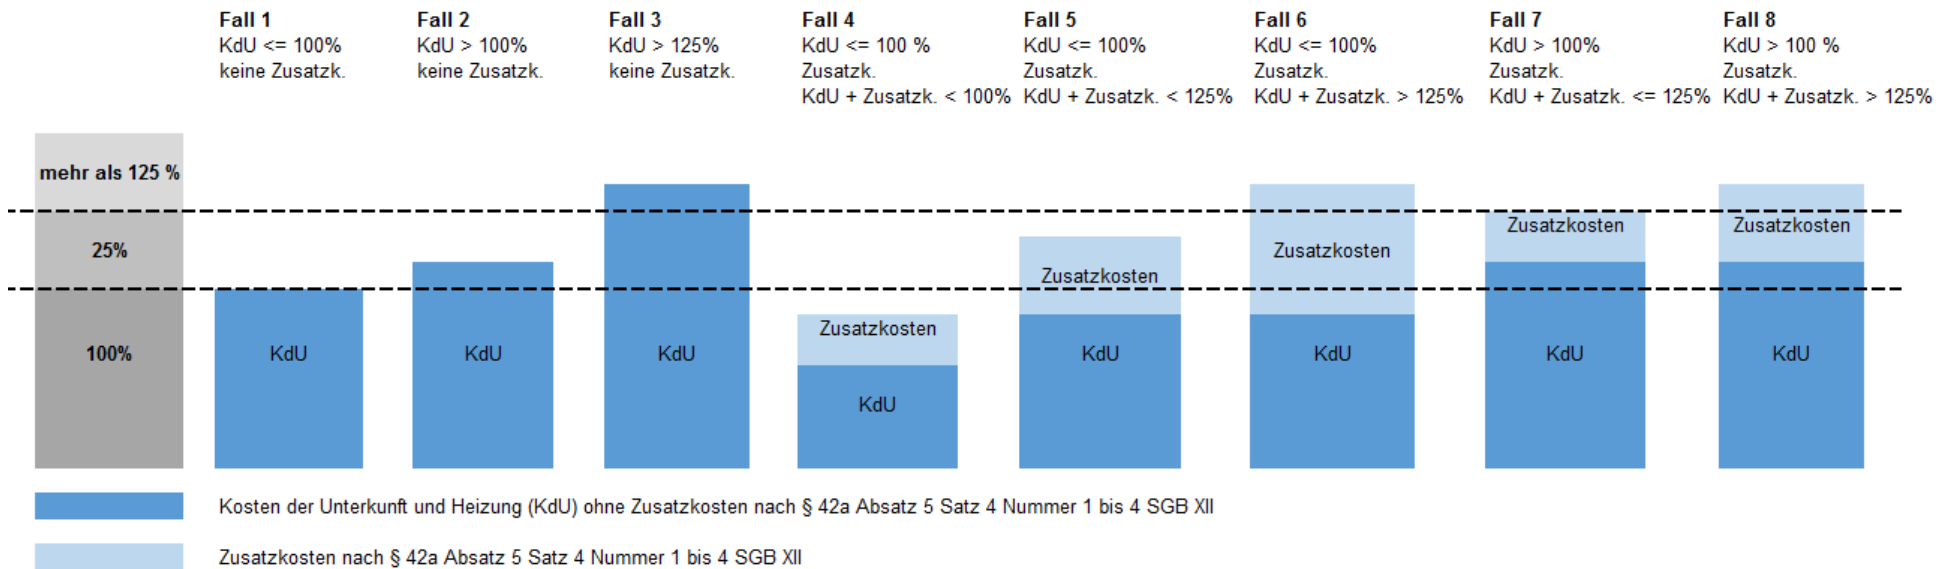 Fall 1
KdU <= 100%
keine Zusatzk.
Fall 2
KdU > 100%
keine Zusatzk.
Fall 3
KdU > 125%
keine Zusatzk.
Fall 4
KdU <= 100 %
Zusatzk.
KdU + Zusatzk. < 100%
Fall 5
KdU <= 100%
Zusatzk.
KdU + Zusatzk. < 125%
Fall 6
KdU <= 100%
Zusatzk.
KdU + Zusatzk. > 125%
Fall 7
KdU > 100%
Zusatzk.
KdU + Zusatzk. <= 125%
Fall 8
KdU > 100 %
Zusatzk.
KdU + Zusatzk. > 125%
mehr als 125 %
25%
100%
KdU
KdU
KdU
Zusatzkosten
KdU
Zusatzkosten
KdU
Zusatzkosten
KdU
Zusatzkosten
KdU
Zusatzkosten
KdU
Kosten der Unterkunft und Heizung (KdU) ohne Zusatzkosten nach § 42a Absatz 5 Satz 4 Nummer 1 bis 4 SGB XII
Zusatzkosten nach § 42a Absatz 5 Satz 4 Nummer 1 bis 4 SGB XII